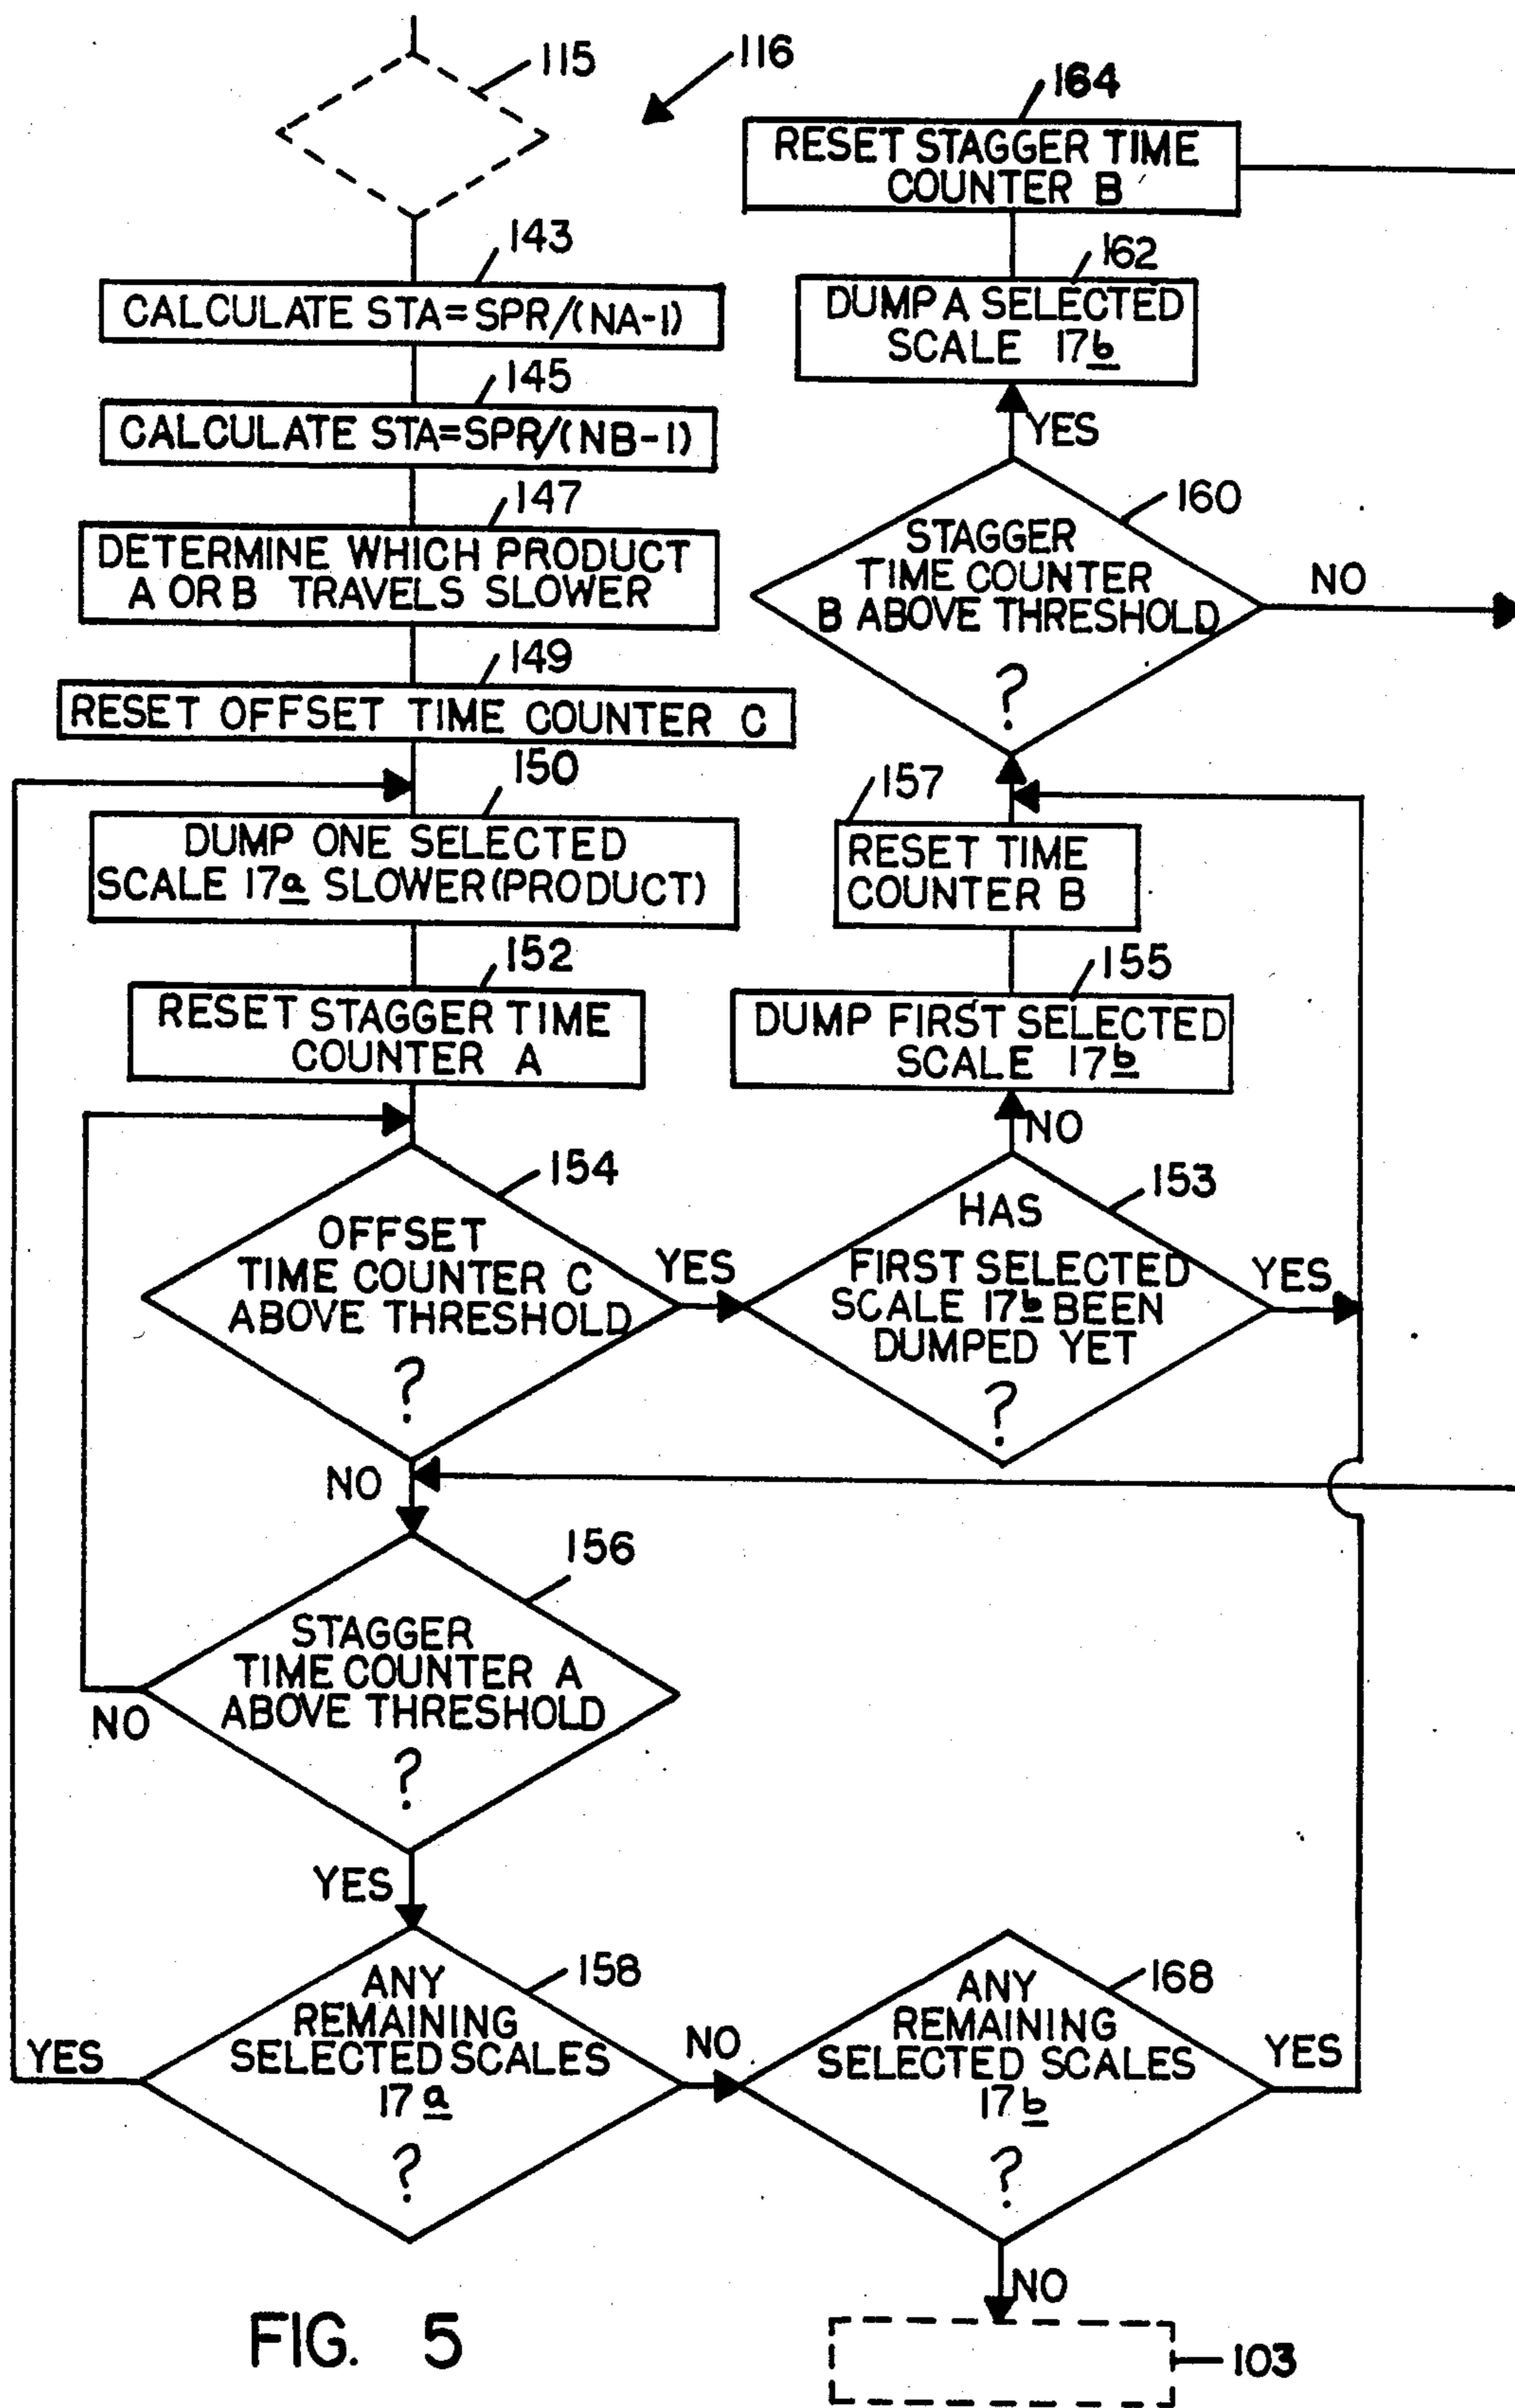 115
116
143
CALCULATE STA=SPR/(NA-1)
145
CALCULATE STA=SPR/(NB-1)
147
DETERMINE WHICH PRODUCT
A OR B TRAVELS SLOWER
149
RESET OFFSET TIME COUNTER C
150
DUMP ONE SELECTED
SCALE 17a SLOWER(PRODUCT)
152
RESET STAGGER TIME
COUNTER A
154
OFFSET
TIME COUNTER C
ABOVE THRESHOLD
?
YES
NO
156
STAGGER
TIME COUNTER A
ABOVE THRESHOLD
?
NO
YES
158
ANY
REMAINING
SELECTED SCALES
17a
?
YES
NO
164
RESET STAGGER TIME
COUNTER B
162
DUMP A SELECTED
SCALE 17b
YES
160
STAGGER
TIME COUNTER
B ABOVE THRESHOLD
?
NO
157
RESET TIME
COUNTER B
155
DUMP FIRST SELECTED
SCALE 17b
NO
153
HAS
FIRST SELECTED
SCALE 17b BEEN
DUMPED YET
?
YES
168
ANY
REMAINING
SELECTED SCALES
17b
?
YES
NO
103
FIG. 5